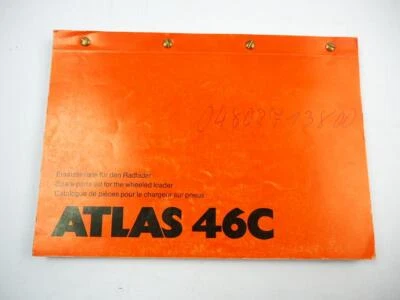 04802713800
Ersatzteilliste für den Radlader
Spare parts list for the wheeled loader
Catalogue de pièces pour le chargeur sur pneus
ATLAS 46C